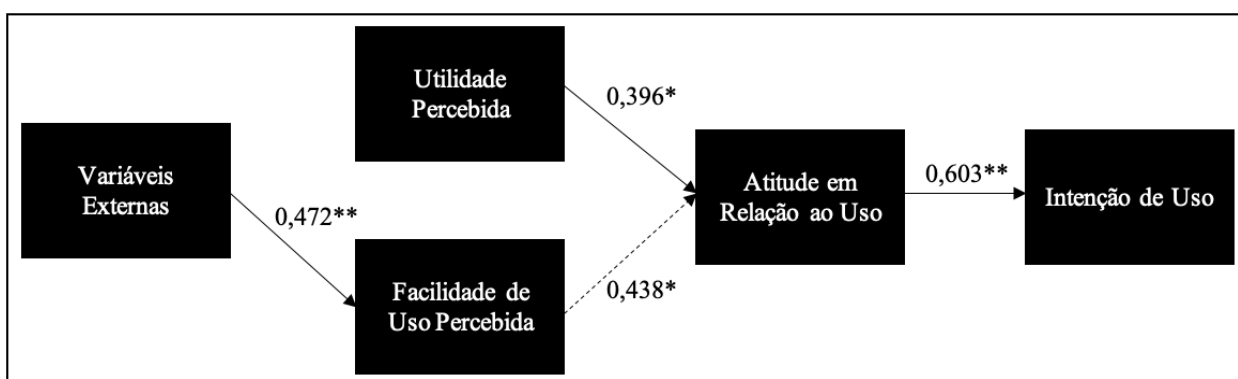 Utilidade
Percebida
0,396*
Variáveis
Externas
Atitude em
Relação ao Uso
0,603**
Intenção de Uso
0,472**
Facilidade de
Uso Percebida
0,438*